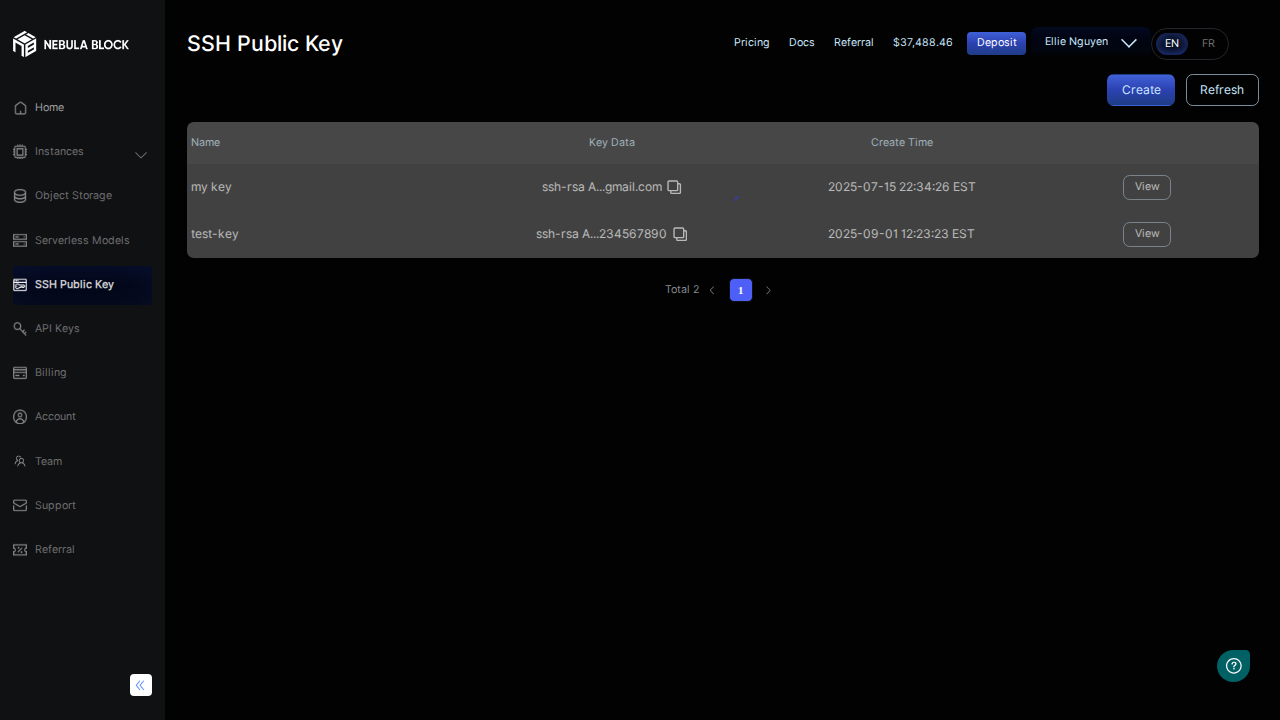 NEBULA BLOCK
SSH Public Key
Pricing
Docs
Referral
$37,488.46
Deposit
Ellie Nguyen
EN
FR
Create
Refresh
Home
Instances
Object Storage
Serverless Models
SSH Public Key
API Keys
Billing
Account
Team
Support
Referral
Name
Key Data
Create Time
my key
ssh-rsa A...gmail.com
2025-07-15 22:34:26 EST
View
test-key
ssh-rsa A...234567890
2025-09-01 12:23:23 EST
View
Total 2
1